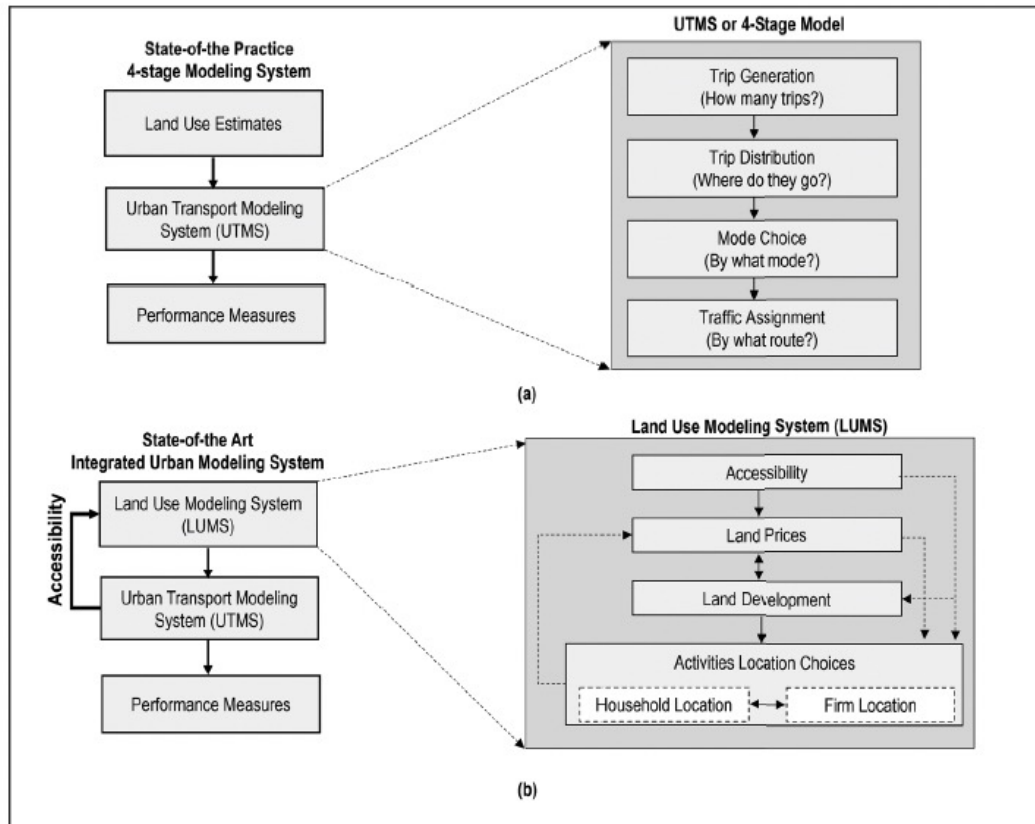 State-of-the Practice
4-stage Modeling System
Land Use Estimates
Urban Transport Modeling
System (UTMS)
Performance Measures
UTMS or 4-Stage Model
Trip Generation
(How many trips?)
Trip Distribution
(Where do they go?)
Mode Choice
(By what mode?)
Traffic Assignment
(By what route?)
(a)
State-of-the Art
Integrated Urban Modeling System
Accessibility
Land Use Modeling System
(LUMS)
Urban Transport Modeling
System (UTMS)
Performance Measures
Land Use Modeling System (LUMS)
Accessibility
Land Prices
Land Development
Activities Location Choices
Household Location
Firm Location
(b)